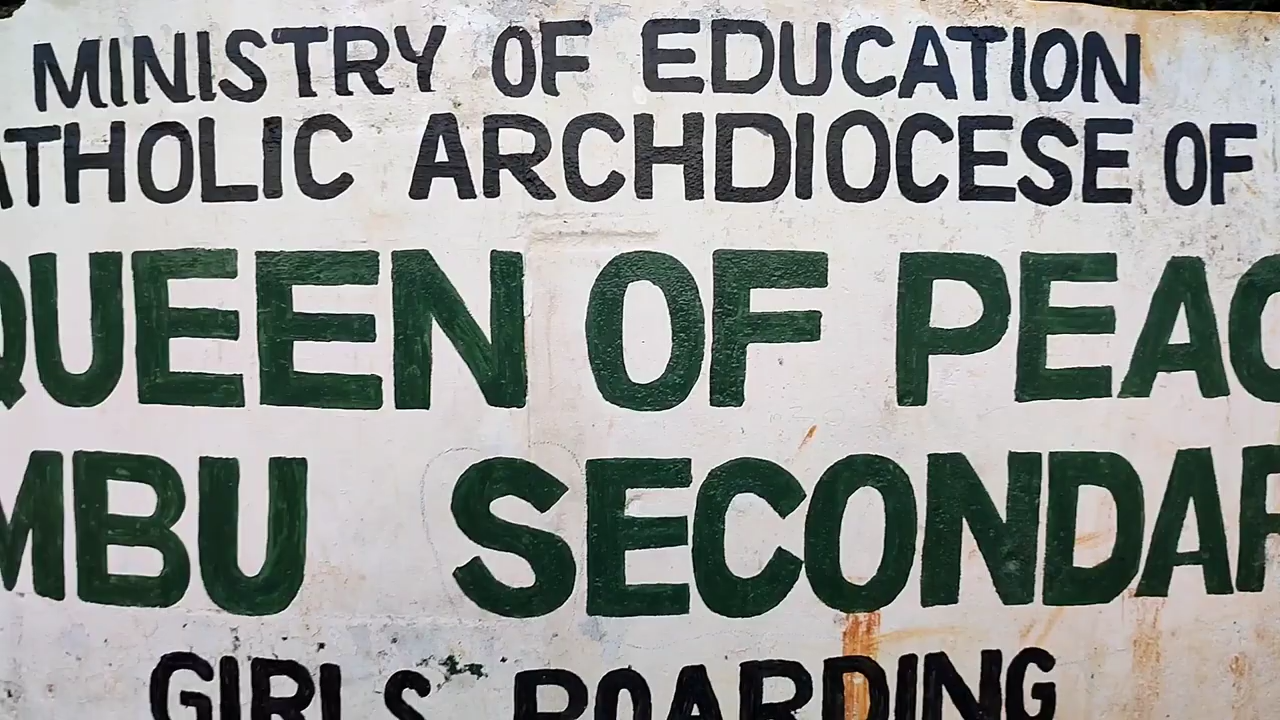 MINISTRY OF EDUCATION
ATHOLIC ARCHDIOCESE OF
QUEEN OF PEAC
MBU SECONDAR
GIRLS BOARDING